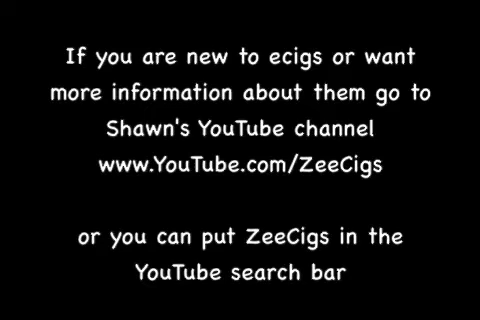 If you are new to ecigs or want
more information about them go to
Shawn's YouTube channel
www.YouTube.com/ZeeCigs
or you can put ZeeCigs in the
YouTube search bar